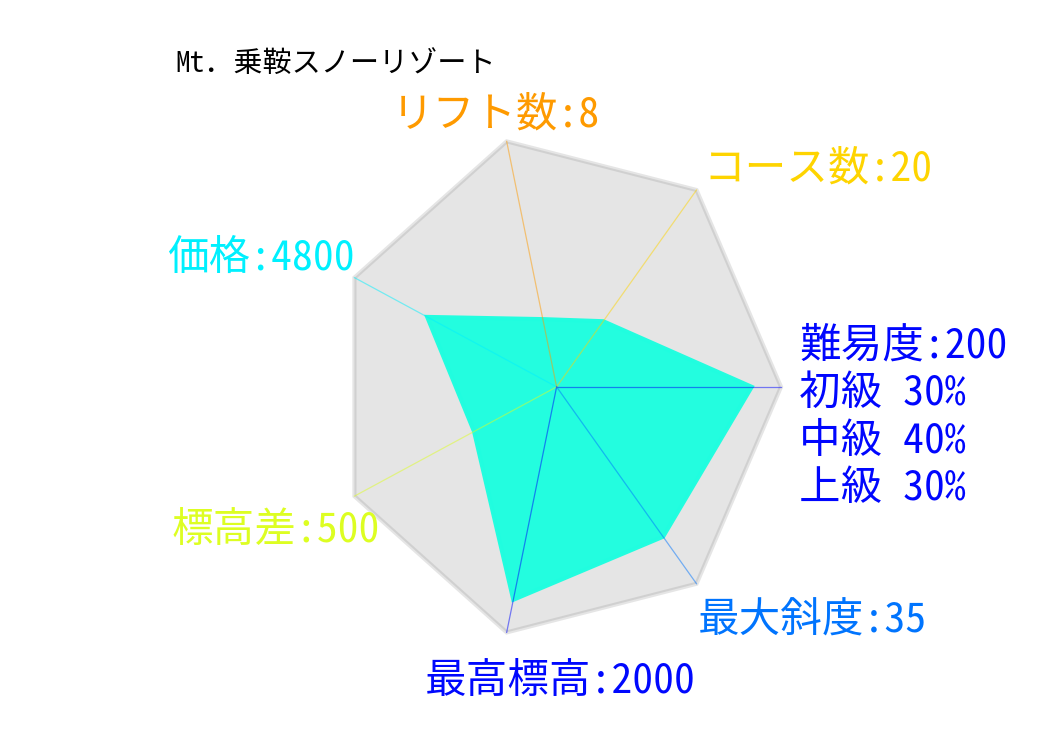 Mt. 乗鞍スノーリゾート
リフト数:8
コース数:20
価格:4800
難易度:200
初級 30%
中級 40%
上級 30%
標高差:500
最大斜度:35
最高標高:2000